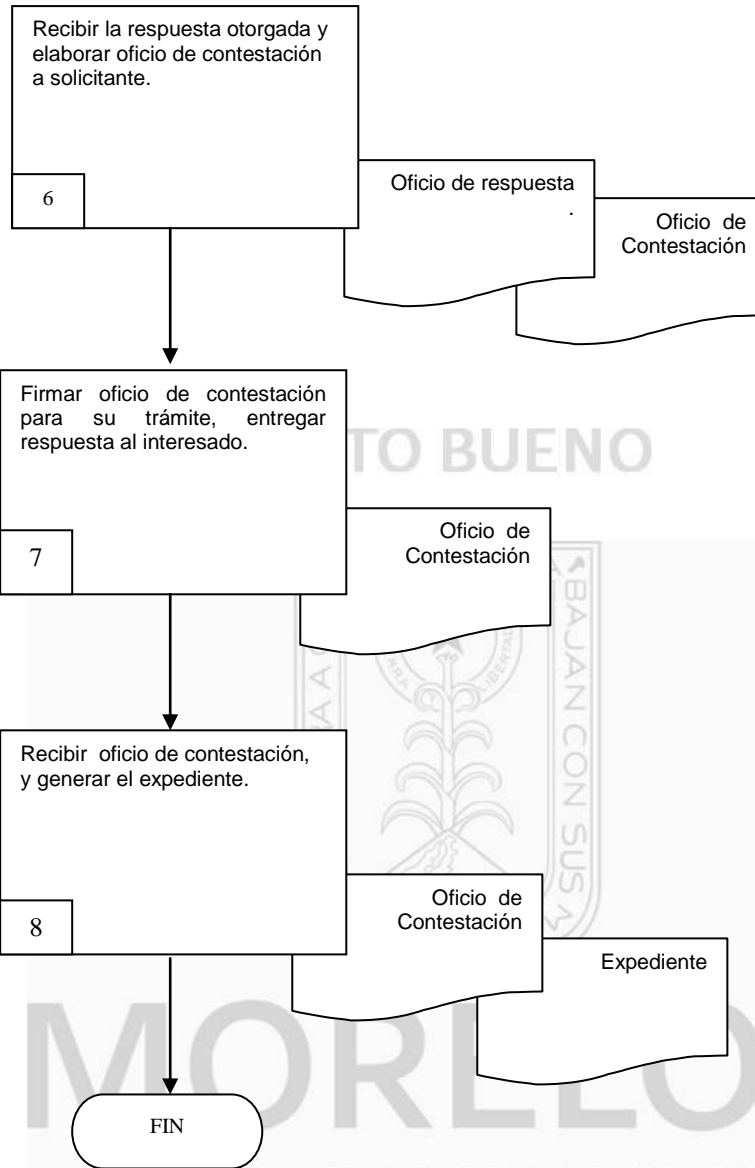 Recibir la respuesta otorgada y
elaborar oficio de contestación
a solicitante.
6
Oficio de respuesta
.
Oficio de
Contestación
Firmar oficio de contestación
para su trámite, entregar
respuesta al interesado.
TO BUENO
7
Oficio de
Contestación
BAJAN CON SUS
LIBERTAD
Recibir oficio de contestación,
y generar el expediente.
8
Oficio de
Contestación
Expediente
MORELO
FIN